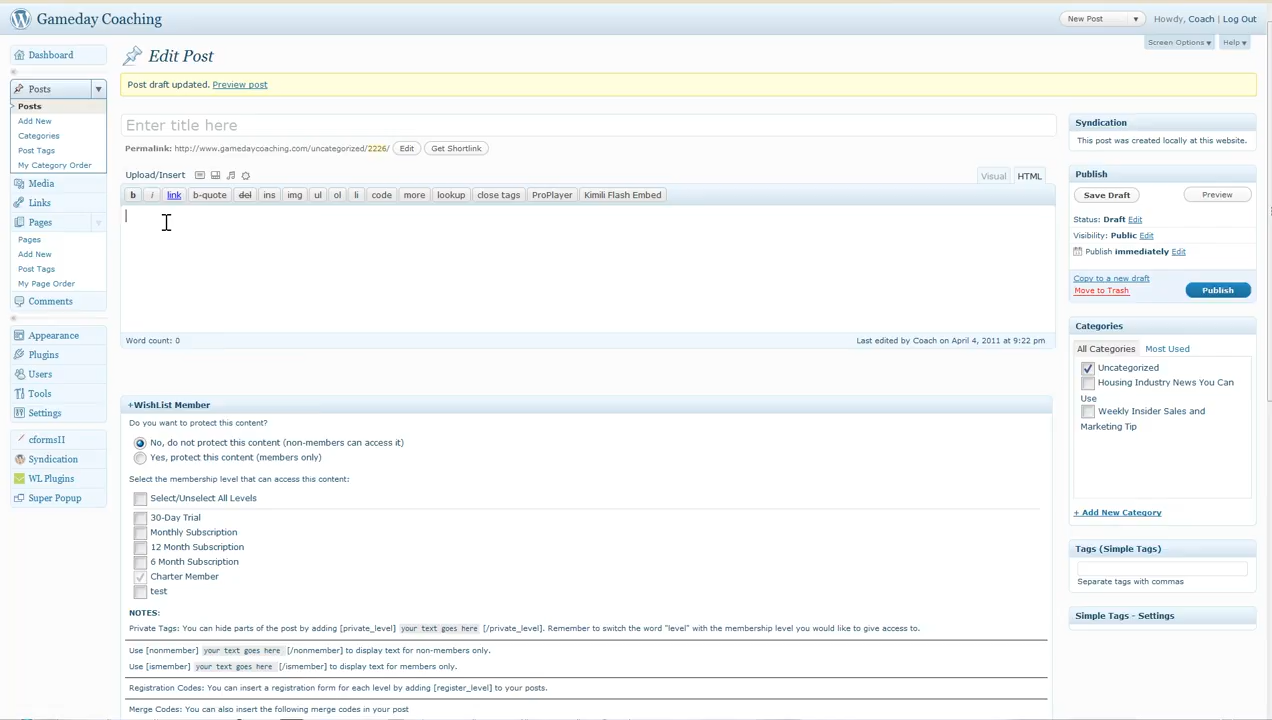 Gameday Coaching
New Post
Howdy, Coach | Log Out
Screen Options
Help
Dashboard
Posts
Posts
Add New
Categories
Post Tags
My Category Order
Media
Links
Pages
Pages
Add New
Post Tags
My Page Order
Comments
Appearance
Plugins
Users
Tools
Settings
cformsII
Syndication
WL Plugins
Super Popup
Edit Post
Post draft updated. Preview post
Enter title here
Permalink: http://www.gamedaycoaching.com/uncategorized/2226/ Edit Get Shortlink
Upload/Insert
Visual HTML
b i link b-quote del ins img ul ol li code more lookup close tags ProPlayer Kimili Flash Embed
Word count: 0
Last edited by Coach on April 4, 2011 at 9:22 pm
+WishList Member
Do you want to protect this content?
No, do not protect this content (non-members can access it)
Yes, protect this content (members only)
Select the membership level that can access this content:
Select/Unselect All Levels
30-Day Trial
Monthly Subscription
12 Month Subscription
6 Month Subscription
Charter Member
test
NOTES:
Private Tags: You can hide parts of the post by adding [private_level] your text goes here [/private_level]. Remember to switch the word "level" with the membership level you would like to give access to.
Use [nonmember] your text goes here [/nonmember] to display text for non-members only.
Use [ismember] your text goes here [/ismember] to display text for members only.
Registration Codes: You can insert a registration form for each level by adding [register_level] to your posts.
Merge Codes: You can also insert the following merge codes in your post
Syndication
This post was created locally at this website.
Publish
Save Draft
Preview
Status: Draft Edit
Visibility: Public Edit
Publish immediately Edit
Copy to a new draft
Move to Trash
Publish
Categories
All Categories Most Used
Uncategorized
Housing Industry News You Can
Use
Weekly Insider Sales and
Marketing Tip
+ Add New Category
Tags (Simple Tags)
Separate tags with commas
Simple Tags - Settings